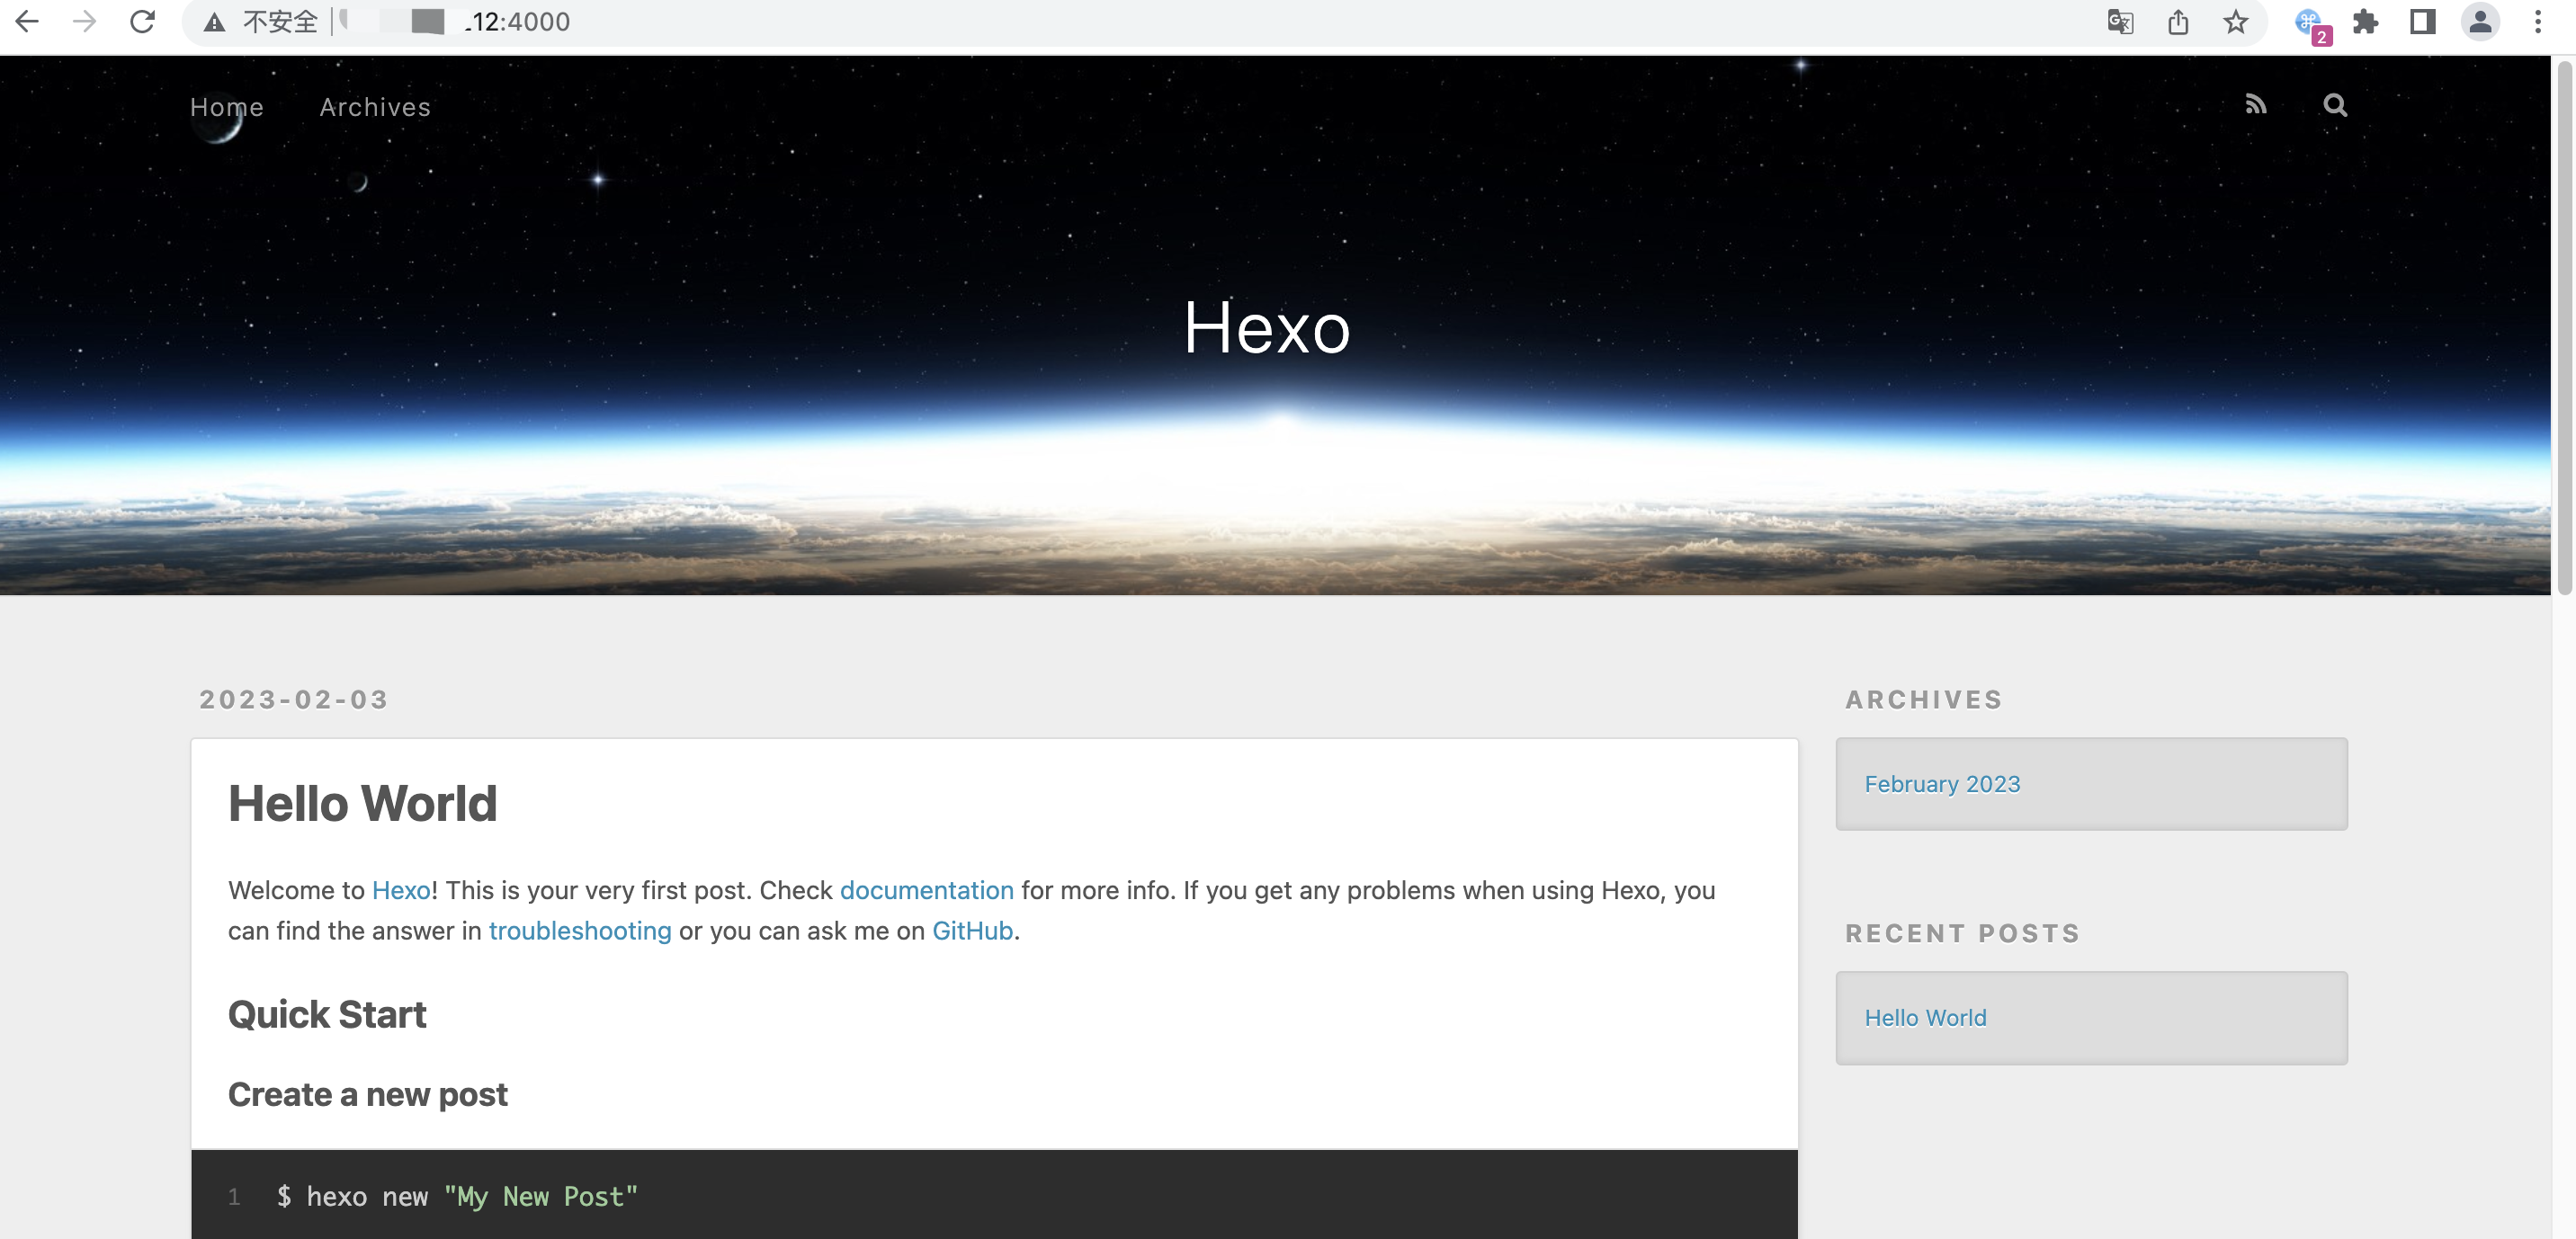 不安全 .12:4000
2
Home Archives
Hexo
2023-02-03
Hello World
Welcome to Hexo! This is your very first post. Check documentation for more info. If you get any problems when using Hexo, you
can find the answer in troubleshooting or you can ask me on GitHub.
Quick Start
Create a new post
1 $ hexo new "My New Post"
ARCHIVES
February 2023
RECENT POSTS
Hello World